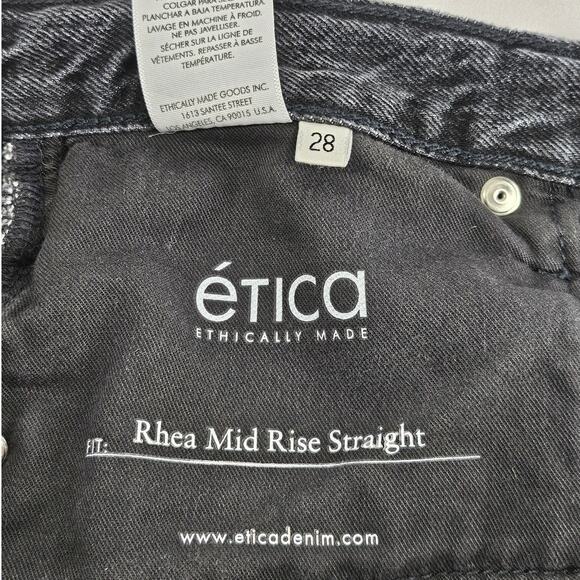 COLGAR PARA SECAR
PLANCHAR A BAJA TEMPERATURA.
LAVAGE EN MACHINE À FROID.
NE PAS JAVELLISER.
SÉCHER SUR LA LIGNE DE
VÊTEMENTS. REPASSER À BASSE
TEMPÉRATURE.
ETHICALLY MADE GOODS INC.
1613 SANTEE STREET
LOS ANGELES, CA 90015 U.S.A.
28
éTICa
ETHICALLY MADE
FIT: Rhea Mid Rise Straight
www.eticadenim.com